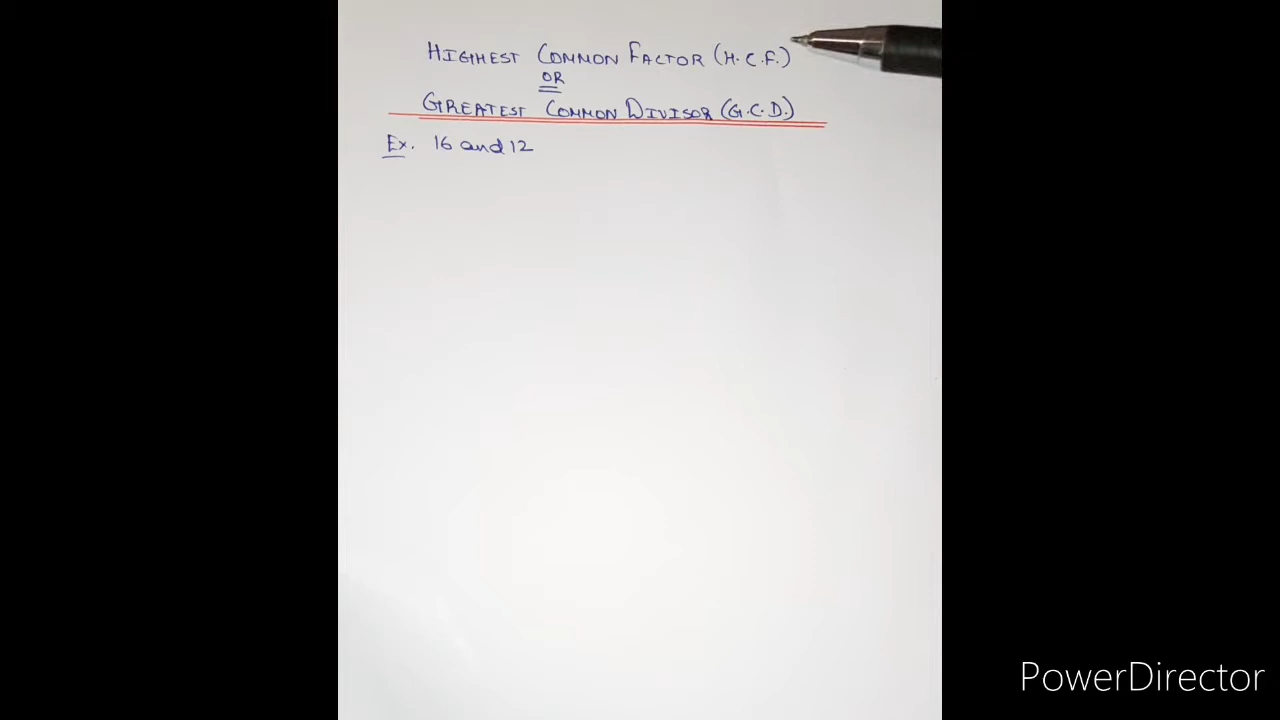 HIGHEST COMMON FACTOR (H.C.F.)
OR
GREATEST COMMON DIVISOR (G.C.D.)
Ex. 16 and 12
PowerDirector